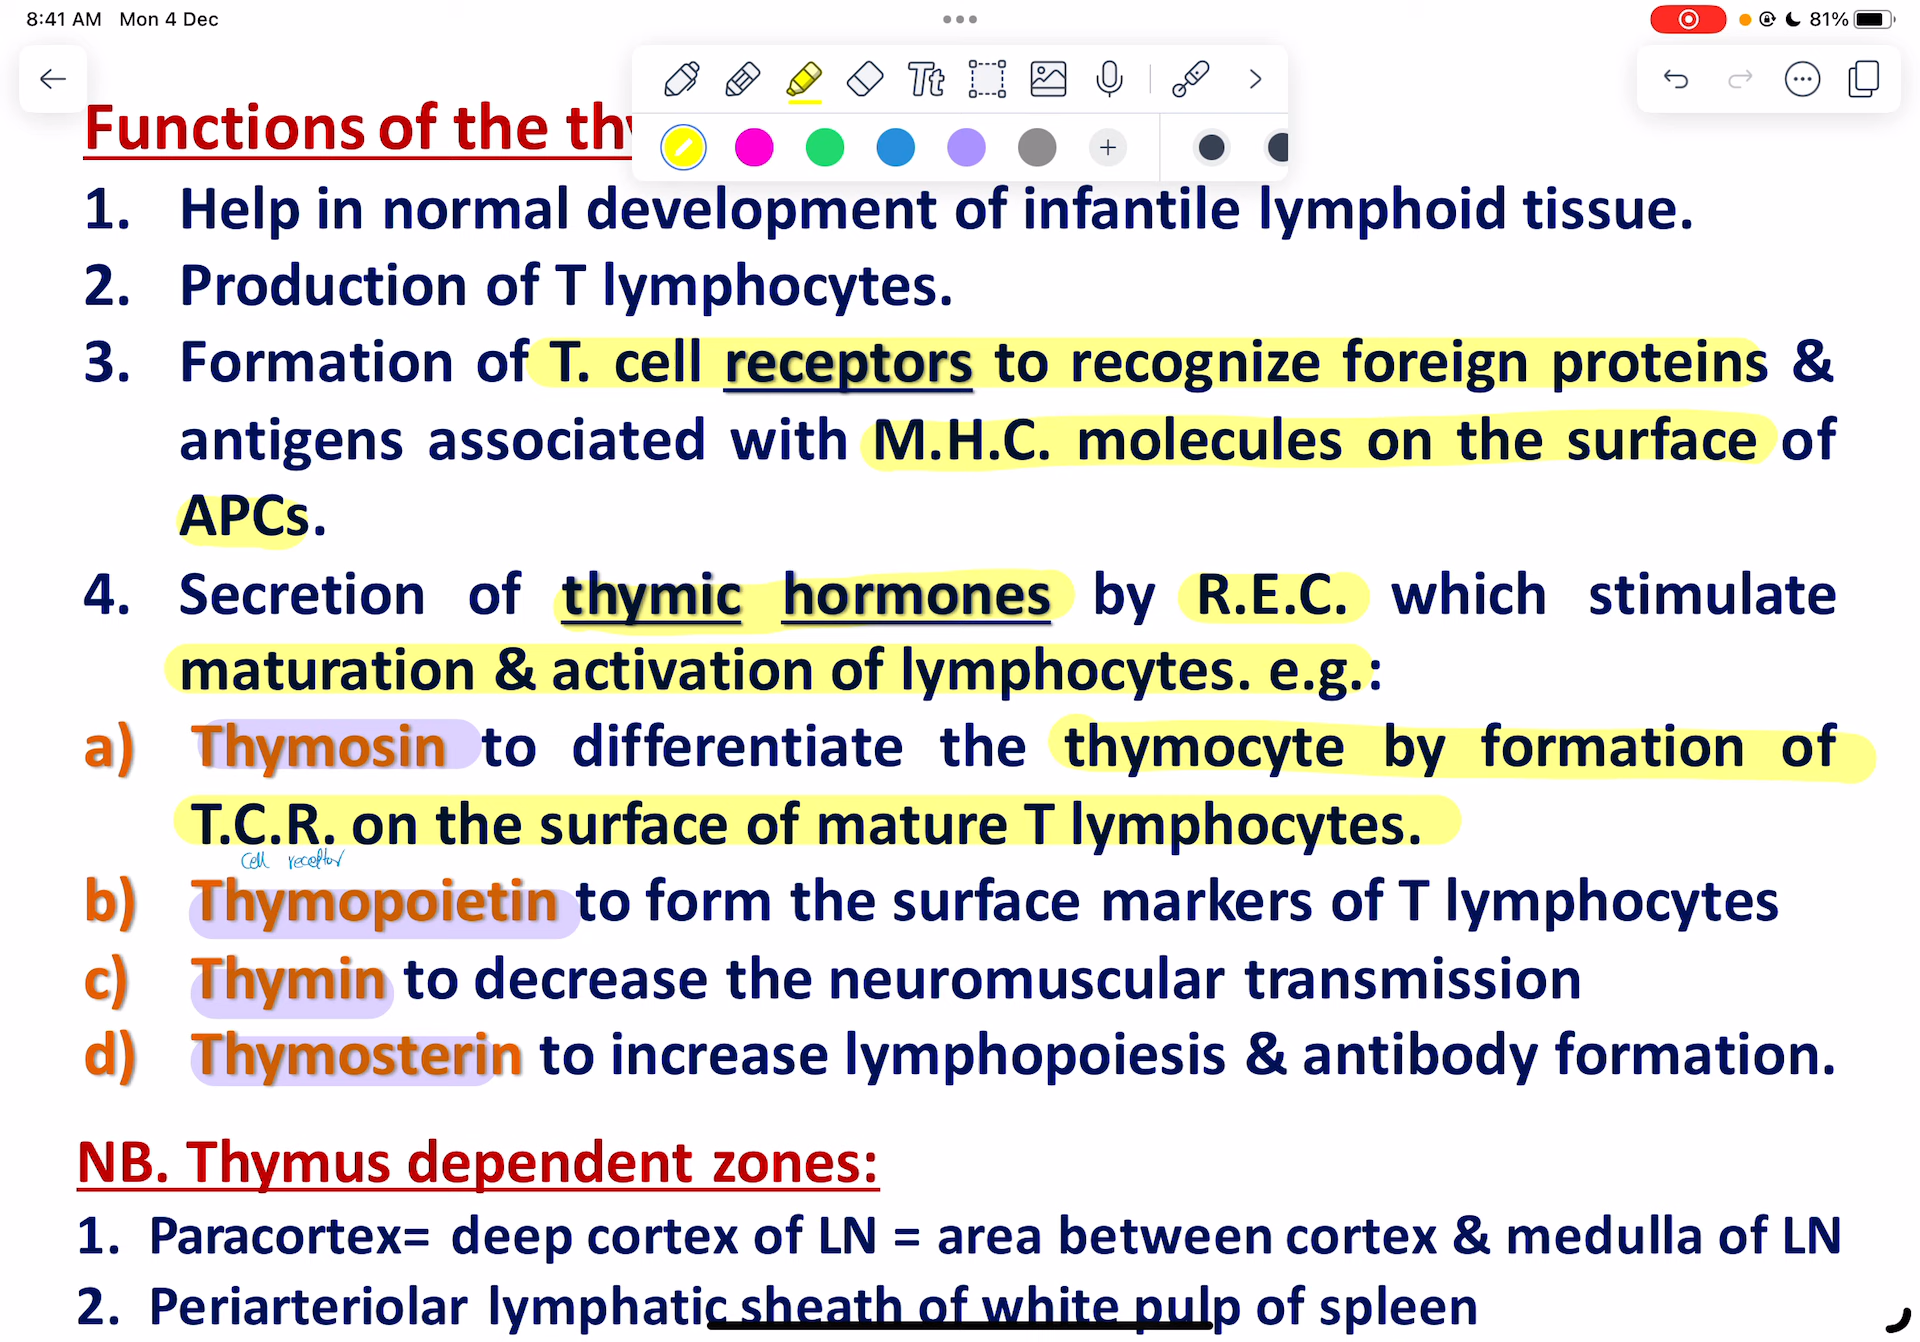 8:41 AM Mon 4 Dec
81%
Tt
Functions of the thy
1. Help in normal development of infantile lymphoid tissue.
2. Production of T lymphocytes.
3. Formation of T. cell receptors to recognize foreign proteins &
antigens associated with M.H.C. molecules on the surface of
APCs.
4. Secretion of thymic hormones by R.E.C. which stimulate
maturation & activation of lymphocytes. e.g.:
a) Thymosin to differentiate the thymocyte by formation of
T.C.R. on the surface of mature T lymphocytes.
Cell receptor
b) Thymopoietin to form the surface markers of T lymphocytes
c) Thymin to decrease the neuromuscular transmission
d) Thymosterin to increase lymphopoiesis & antibody formation.
NB. Thymus dependent zones:
1. Paracortex= deep cortex of LN = area between cortex & medulla of LN
2. Periarteriolar lymphatic sheath of white pulp of spleen